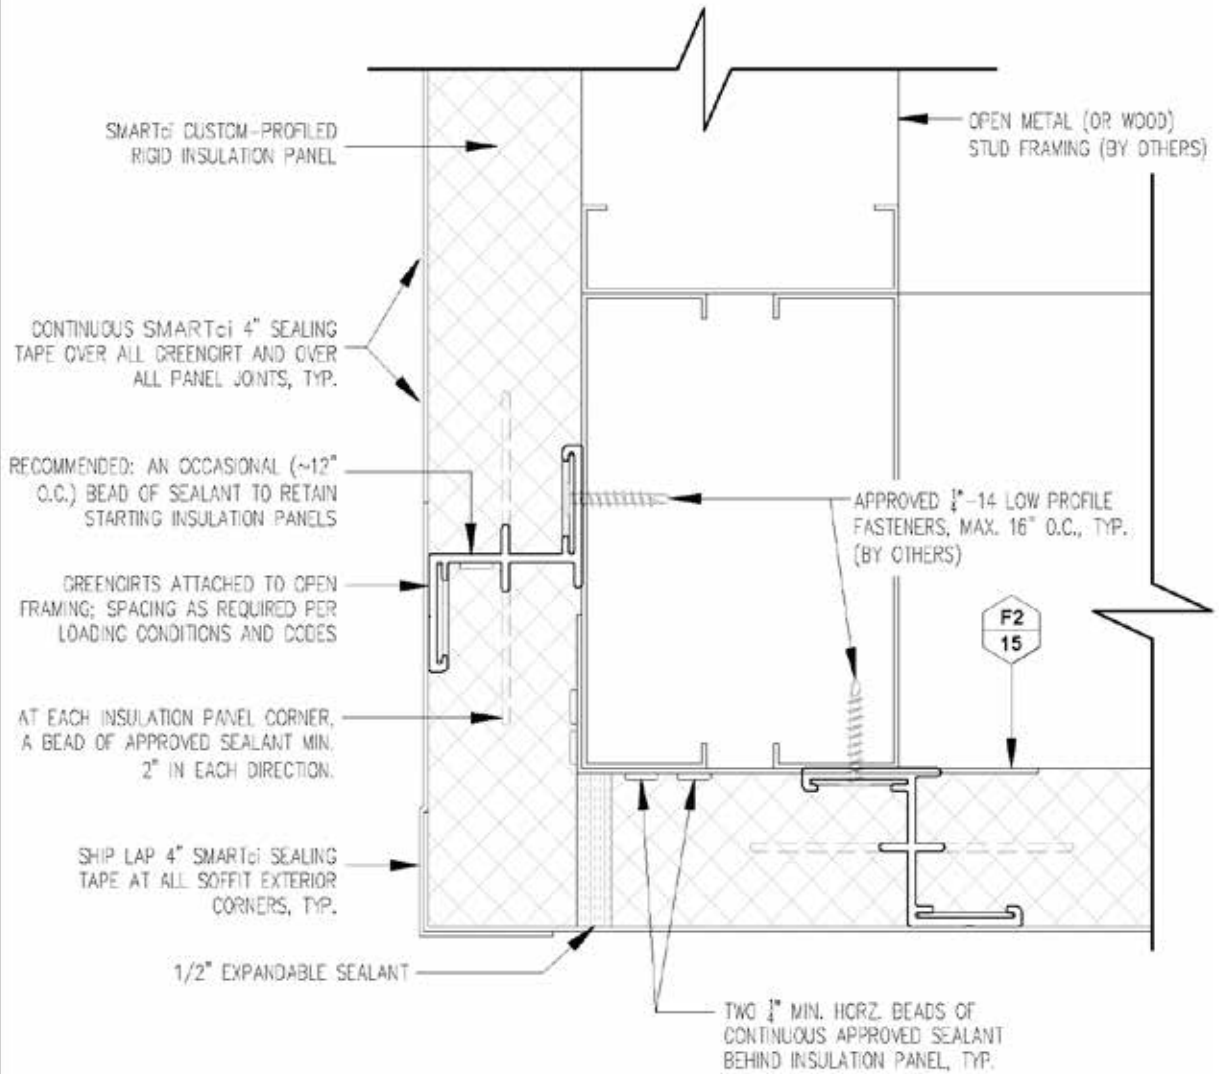 SMARTci CUSTOM-PROFILED
RIGID INSULATION PANEL
OPEN METAL (OR WOOD)
STUD FRAMING (BY OTHERS)
CONTINUOUS SMARTci 4" SEALING
TAPE OVER ALL GREENGIRT AND OVER
ALL PANEL JOINTS, TYP.
RECOMMENDED: AN OCCASIONAL (~12"
O.C.) BEAD OF SEALANT TO RETAIN
STARTING INSULATION PANELS
APPROVED 1/4"-14 LOW PROFILE
FASTENERS, MAX. 16" O.C., TYP.
(BY OTHERS)
GREENGIRTS ATTACHED TO OPEN
FRAMING; SPACING AS REQUIRED PER
LOADING CONDITIONS AND CODES
F2
15
AT EACH INSULATION PANEL CORNER,
A BEAD OF APPROVED SEALANT MIN.
2" IN EACH DIRECTION.
SHIP LAP 4" SMARTci SEALING
TAPE AT ALL SOFFIT EXTERIOR
CORNERS, TYP.
1/2" EXPANDABLE SEALANT
TWO 1/4" MIN. HORZ. BEADS OF
CONTINUOUS APPROVED SEALANT
BEHIND INSULATION PANEL, TYP.